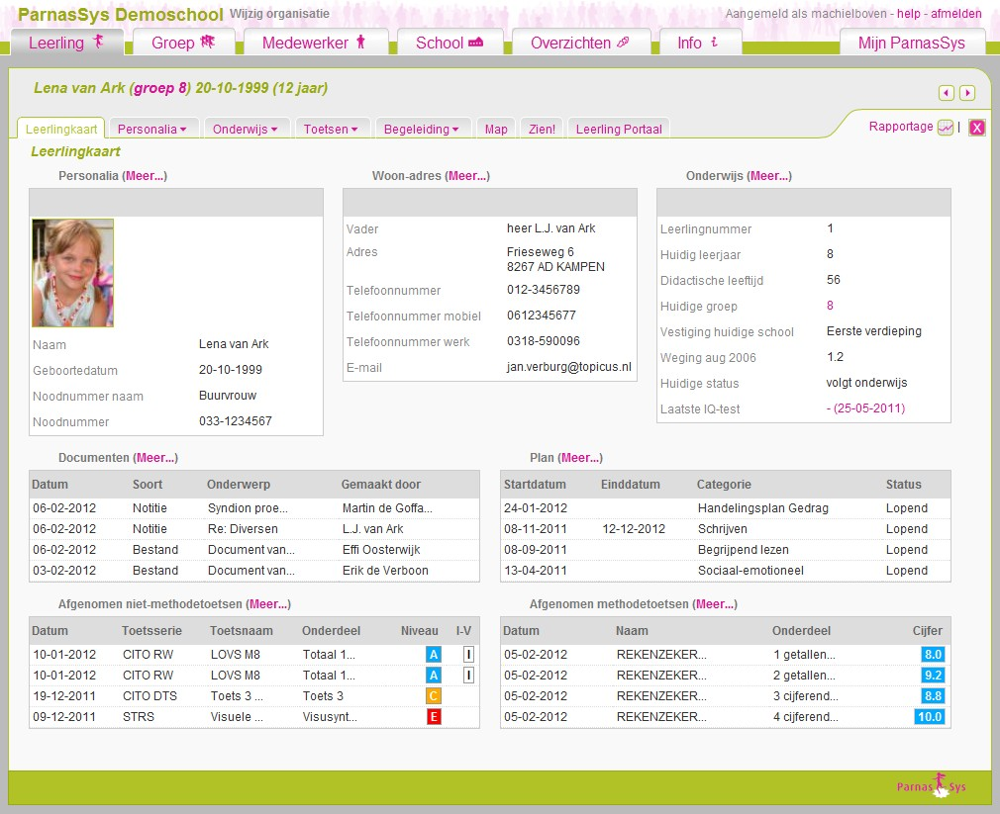 ParnasSys Demoschool Wijzig organisatie Aangemeld als machielboven - help - afmelden
Leerling Groep Medewerker School Overzichten Info Mijn ParnasSys
Lena van Ark (groep 8) 20-10-1999 (12 jaar)
Leerlingkaart Personalia Onderwijs Toetsen Begeleiding Map Zien! Leerling Portaal Rapportage | X
Leerlingkaart
Personalia (Meer...)
Naam Lena van Ark
Geboortedatum 20-10-1999
Noodnummer naam Buurvrouw
Noodnummer 033-1234567
Woon-adres (Meer...)
Vader heer L.J. van Ark
Adres Frieseweg 6
8267 AD KAMPEN
Telefoonnummer 012-3456789
Telefoonnummer mobiel 0612345677
Telefoonnummer werk 0318-590096
E-mail jan.verburg@topicus.nl
Onderwijs (Meer...)
Leerlingnummer 1
Huidig leerjaar 8
Didactische leeftijd 56
Huidige groep 8
Vestiging huidige school Eerste verdieping
Weging aug 2006 1.2
Huidige status volgt onderwijs
Laatste IQ-test - (25-05-2011)
Documenten (Meer...)
Datum Soort Onderwerp Gemaakt door
06-02-2012 Notitie Syndion proe... Martin de Goffa...
06-02-2012 Notitie Re: Diversen L.J. van Ark
06-02-2012 Bestand Document van... Effi Oosterwijk
03-02-2012 Bestand Document van... Erik de Verboon
Plan (Meer...)
Startdatum Einddatum Categorie Status
24-01-2012 Handelingsplan Gedrag Lopend
08-11-2011 12-12-2012 Schrijven Lopend
08-09-2011 Begrijpend lezen Lopend
13-04-2011 Sociaal-emotioneel Lopend
Afgenomen niet-methodetoetsen (Meer...)
Datum Toetsserie Toetsnaam Onderdeel Niveau I-V
10-01-2012 CITO RW LOVS M8 Totaal 1... A I
10-01-2012 CITO RW LOVS M8 Totaal 1... A I
19-12-2011 CITO DTS Toets 3 ... Toets 3 C
09-12-2011 STRS Visuele ... Visusynt... E
Afgenomen methodetoetsen (Meer...)
Datum Naam Onderdeel Cijfer
05-02-2012 REKENZEKER... 1 getallen... 8.0
05-02-2012 REKENZEKER... 2 getallen... 9.2
05-02-2012 REKENZEKER... 3 cijferend... 8.8
05-02-2012 REKENZEKER... 4 cijferend... 10.0
ParnasSys